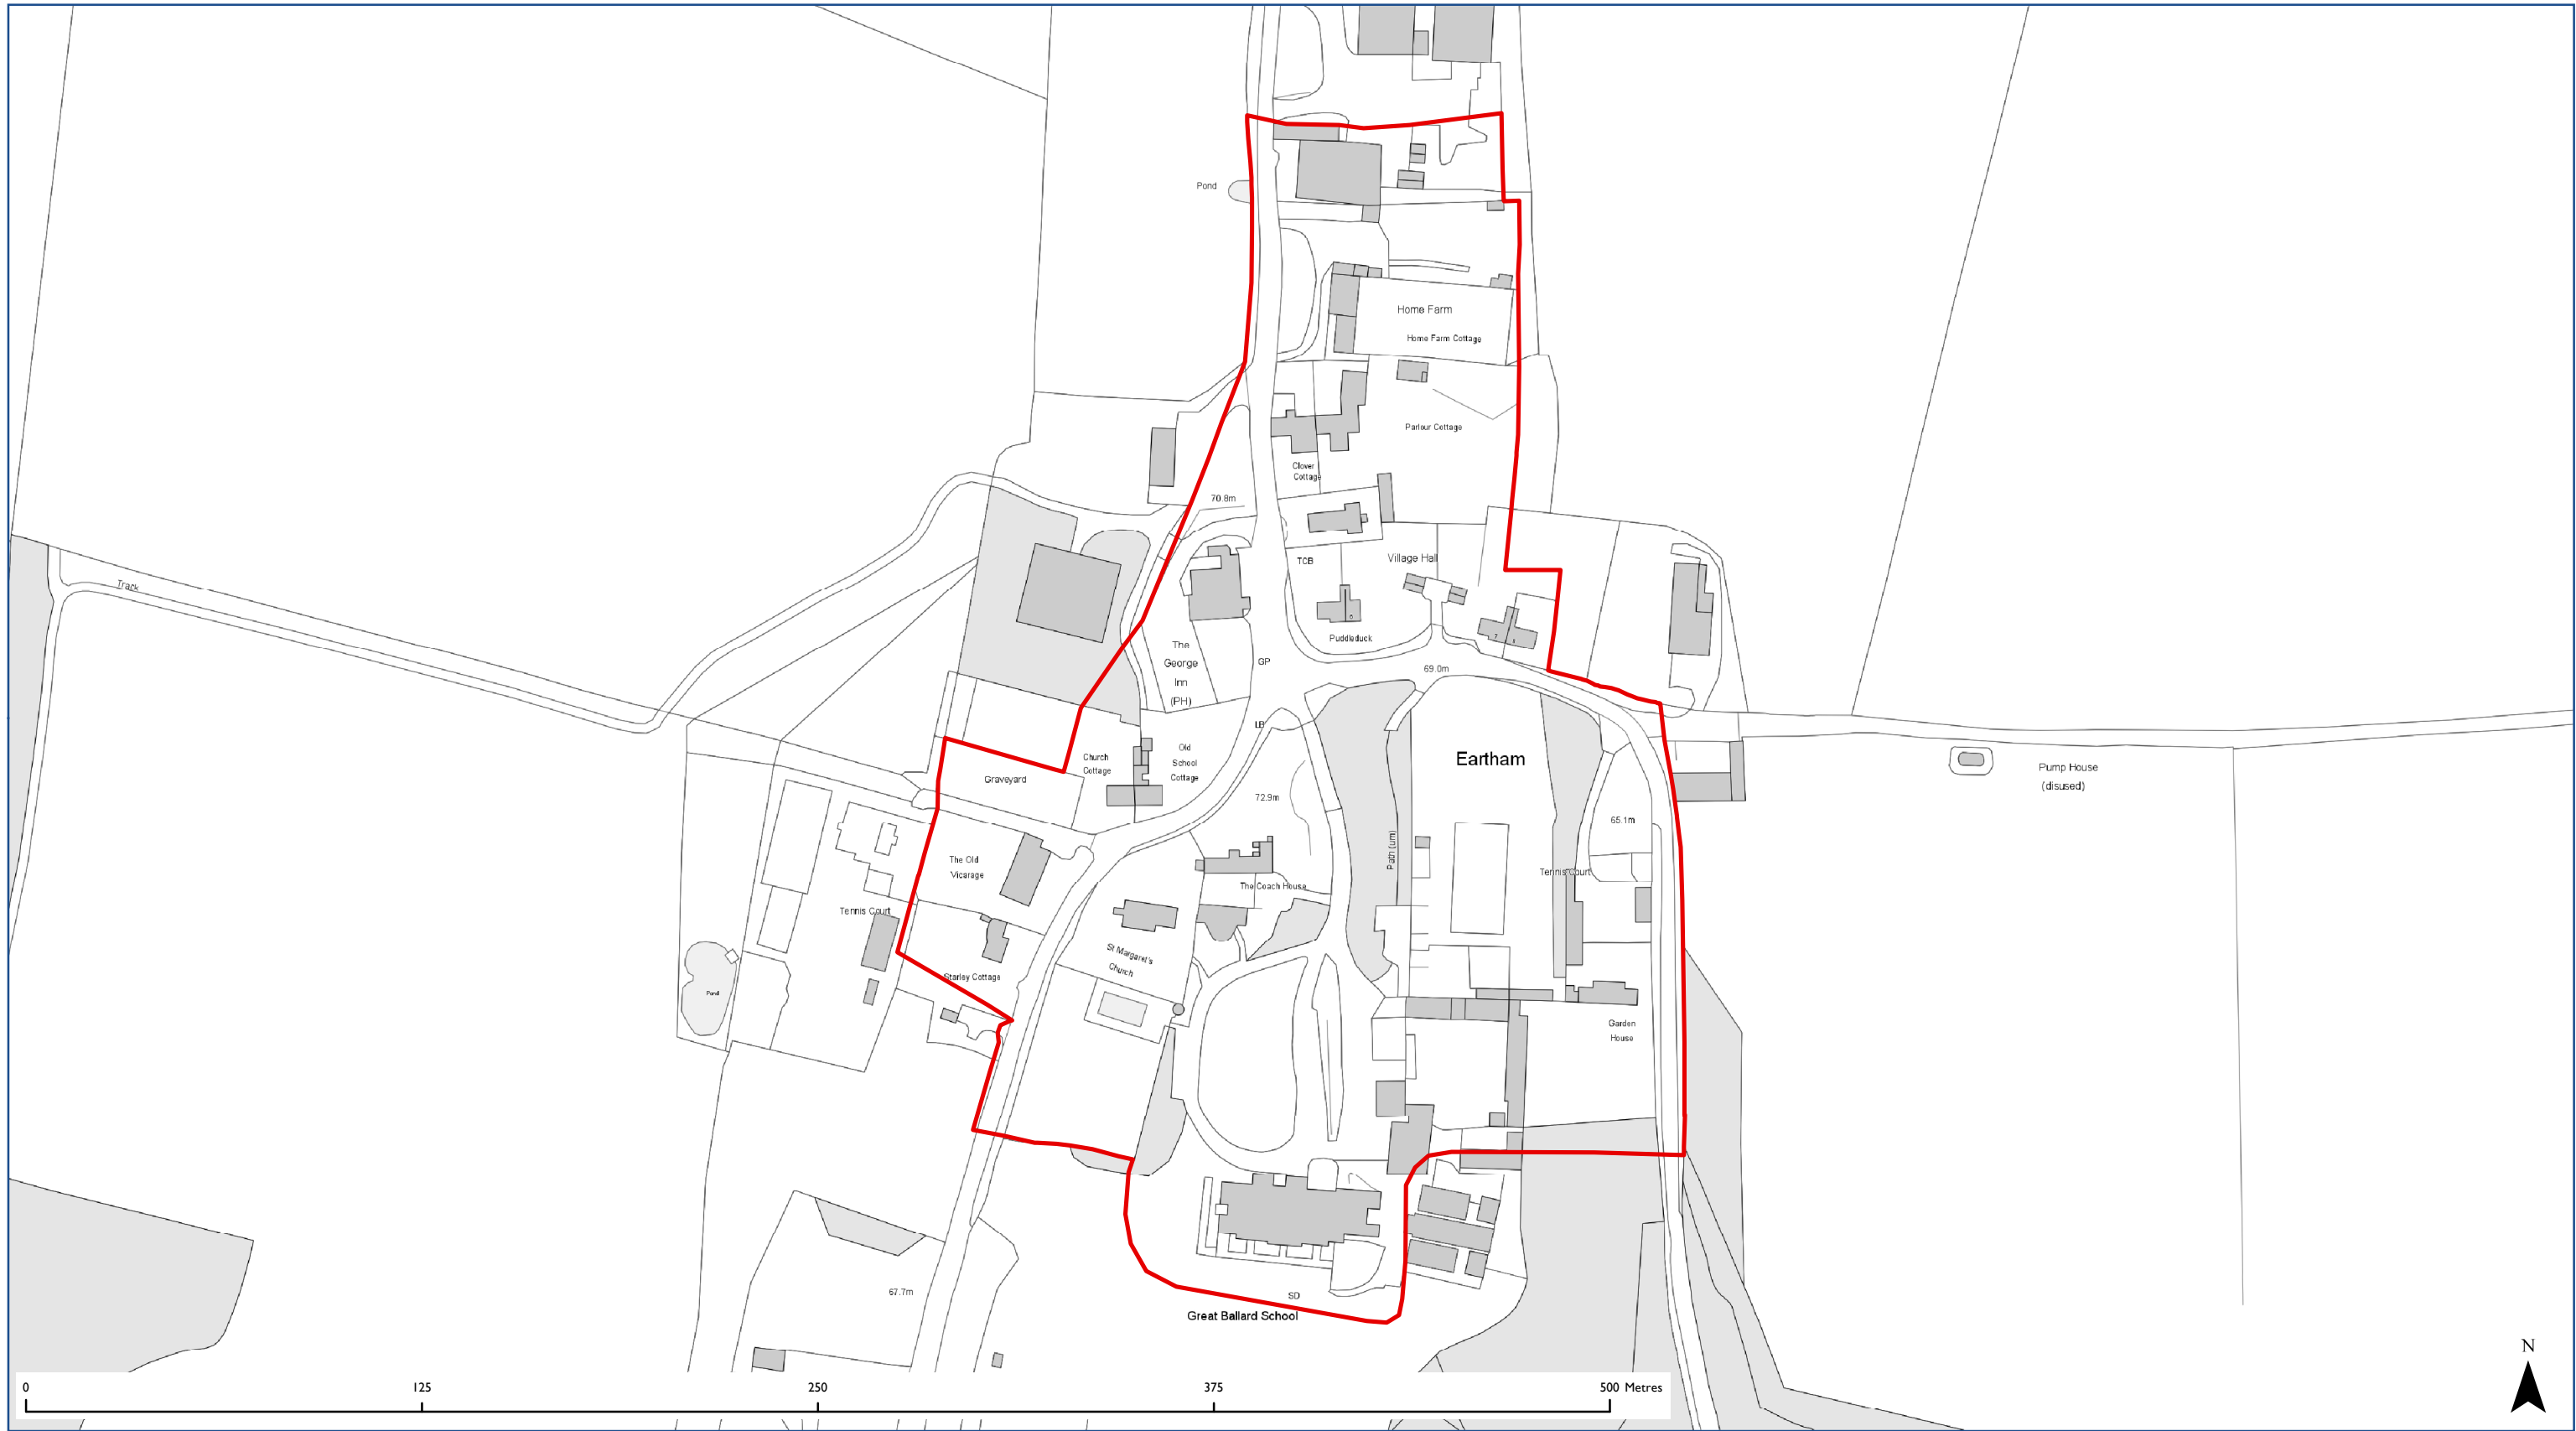 Pond
Home Farm
Home Farm Cottage
Parlour Cottage
Clover
Cottage
70.8m
TCB
Village Hall
Track
Puddleduck
7
The
George
Inn
(PH)
GP
69.0m
LB
Old
School
Cottage
Church
Cottage
Eartham
Graveyard
Pump House
(disused)
72.9m
65.1m
Path (um)
The Old
Vicarage
Tennis Court
The Coach House
Tennis Court
St Margaret's
Church
Starley Cottage
Pond
Garden
House
67.7m
SD
Great Ballard School
N
0 125 250 375 500 Metres